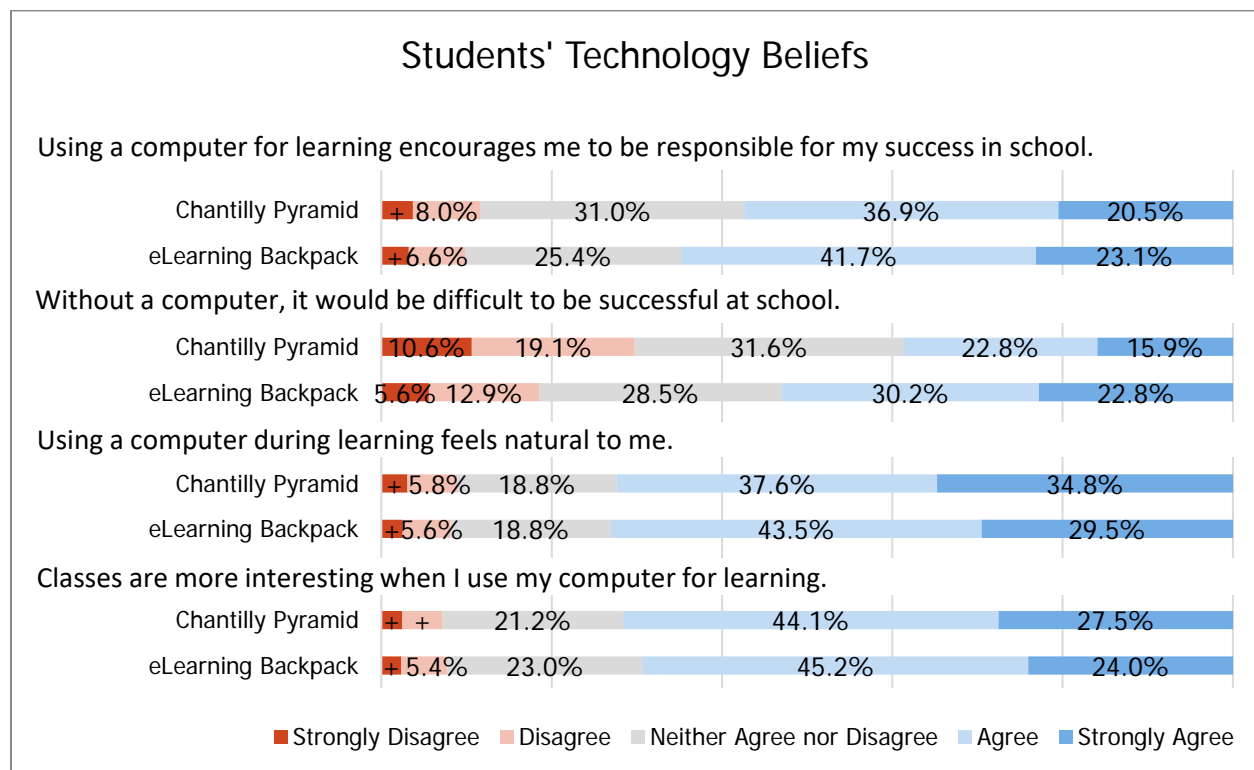 Students' Technology Beliefs
Using a computer for learning encourages me to be responsible for my success in school.
Chantilly Pyramid + 8.0% 31.0% 36.9% 20.5%
eLearning Backpack + 6.6% 25.4% 41.7% 23.1%
Without a computer, it would be difficult to be successful at school.
Chantilly Pyramid 10.6% 19.1% 31.6% 22.8% 15.9%
eLearning Backpack 5.6% 12.9% 28.5% 30.2% 22.8%
Using a computer during learning feels natural to me.
Chantilly Pyramid + 5.8% 18.8% 37.6% 34.8%
eLearning Backpack + 5.6% 18.8% 43.5% 29.5%
Classes are more interesting when I use my computer for learning.
Chantilly Pyramid + + 21.2% 44.1% 27.5%
eLearning Backpack + 5.4% 23.0% 45.2% 24.0%
Strongly Disagree Disagree Neither Agree nor Disagree Agree Strongly Agree